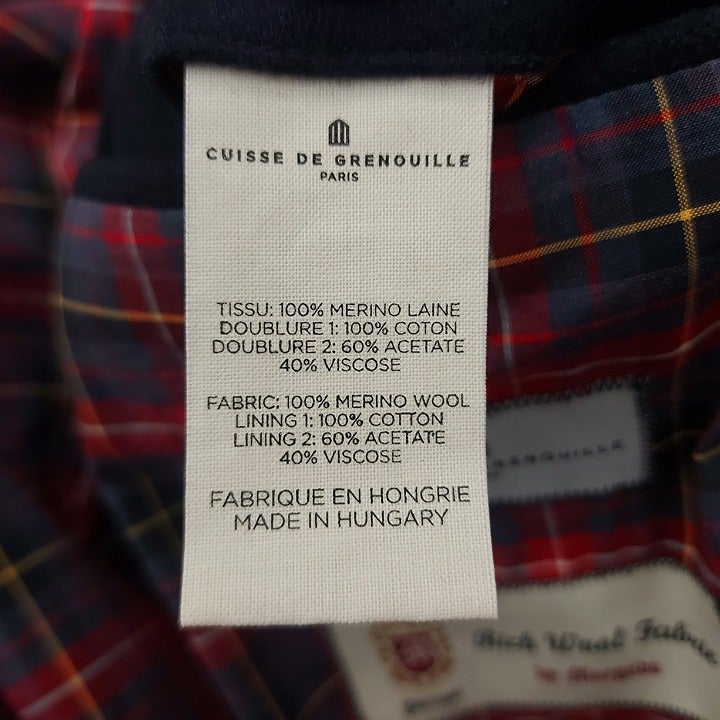 CUISSE DE GRENOUILLE
PARIS
TISSU: 100% MERINO LAINE
DOUBLURE 1: 100% COTON
DOUBLURE 2: 60% ACETATE
40% VISCOSE
FABRIC: 100% MERINO WOOL
LINING 1: 100% COTTON
LINING 2: 60% ACETATE
40% VISCOSE
FABRIQUE EN HONGRIE
MADE IN HUNGARY
GRENOUILLE
Rich Wool Fabric